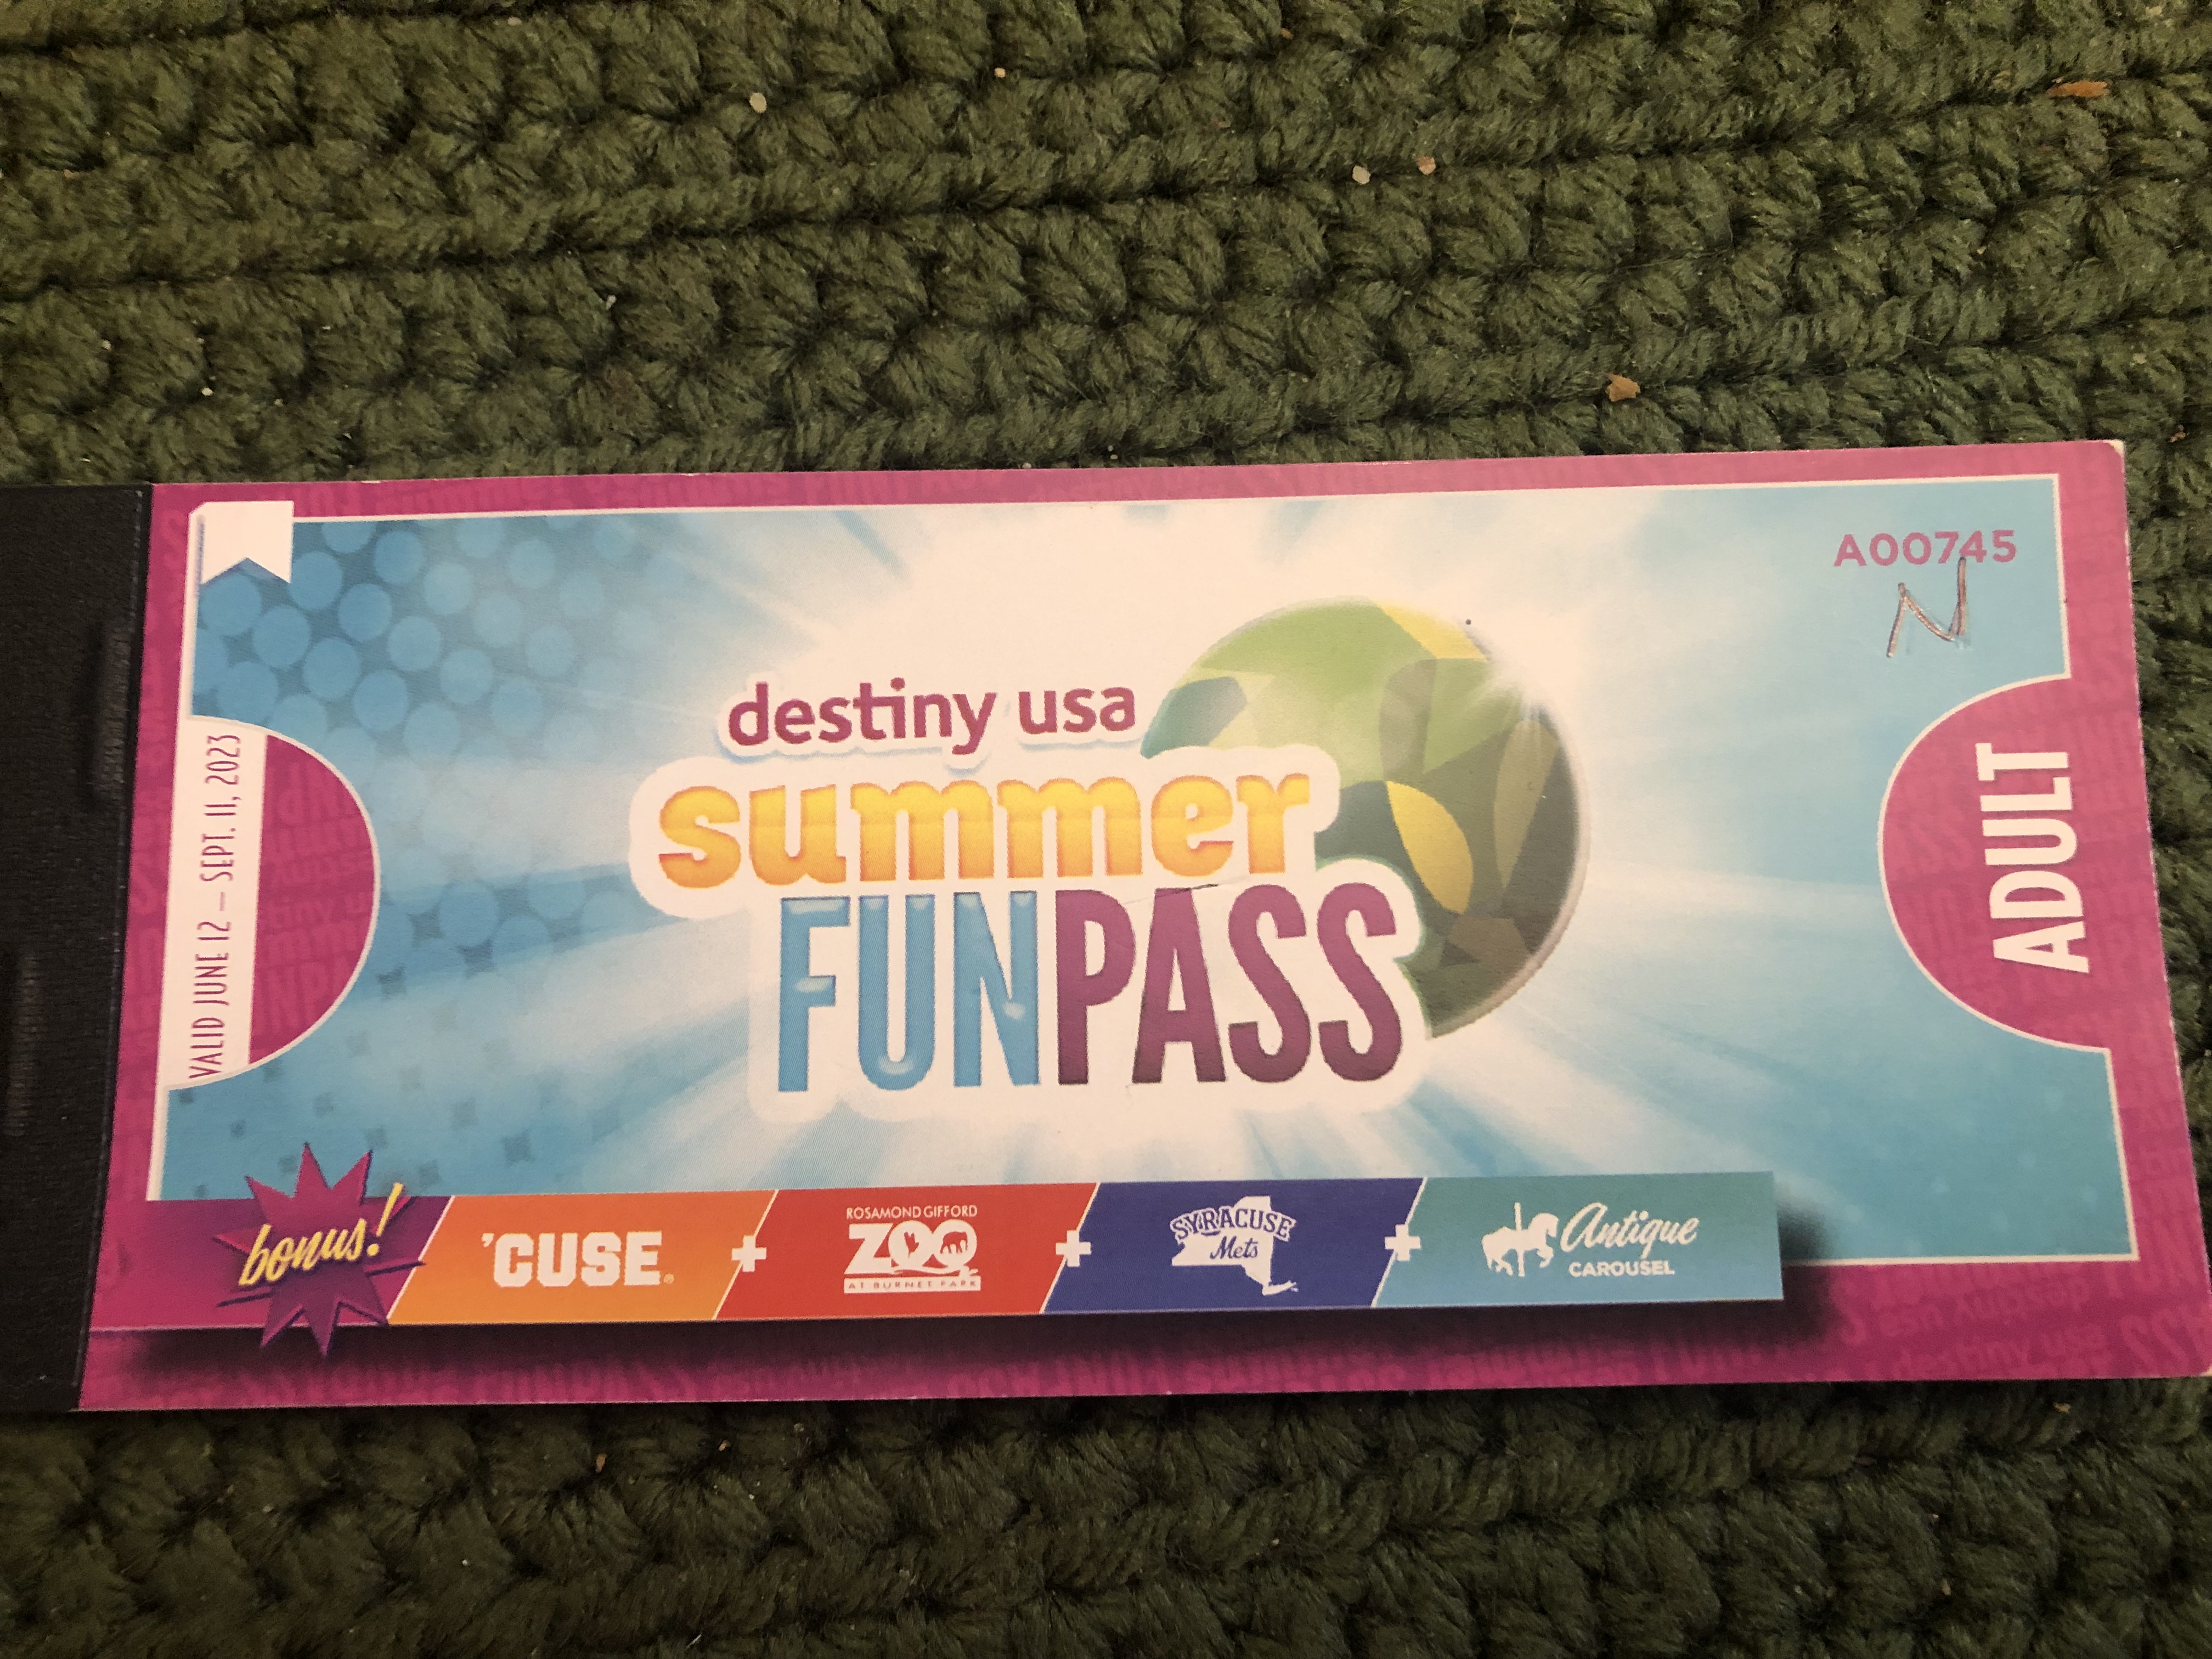 A00745
N
destiny usa
summer
FUNPASS
VALID JUNE 12 – SEPT. 11, 2023
ADULT
bonus!
'CUSE
+
ROSAMOND GIFFORD
ZOO
AT BURNET PARK
+
SYRACUSE
Mets
+
Antique
CAROUSEL